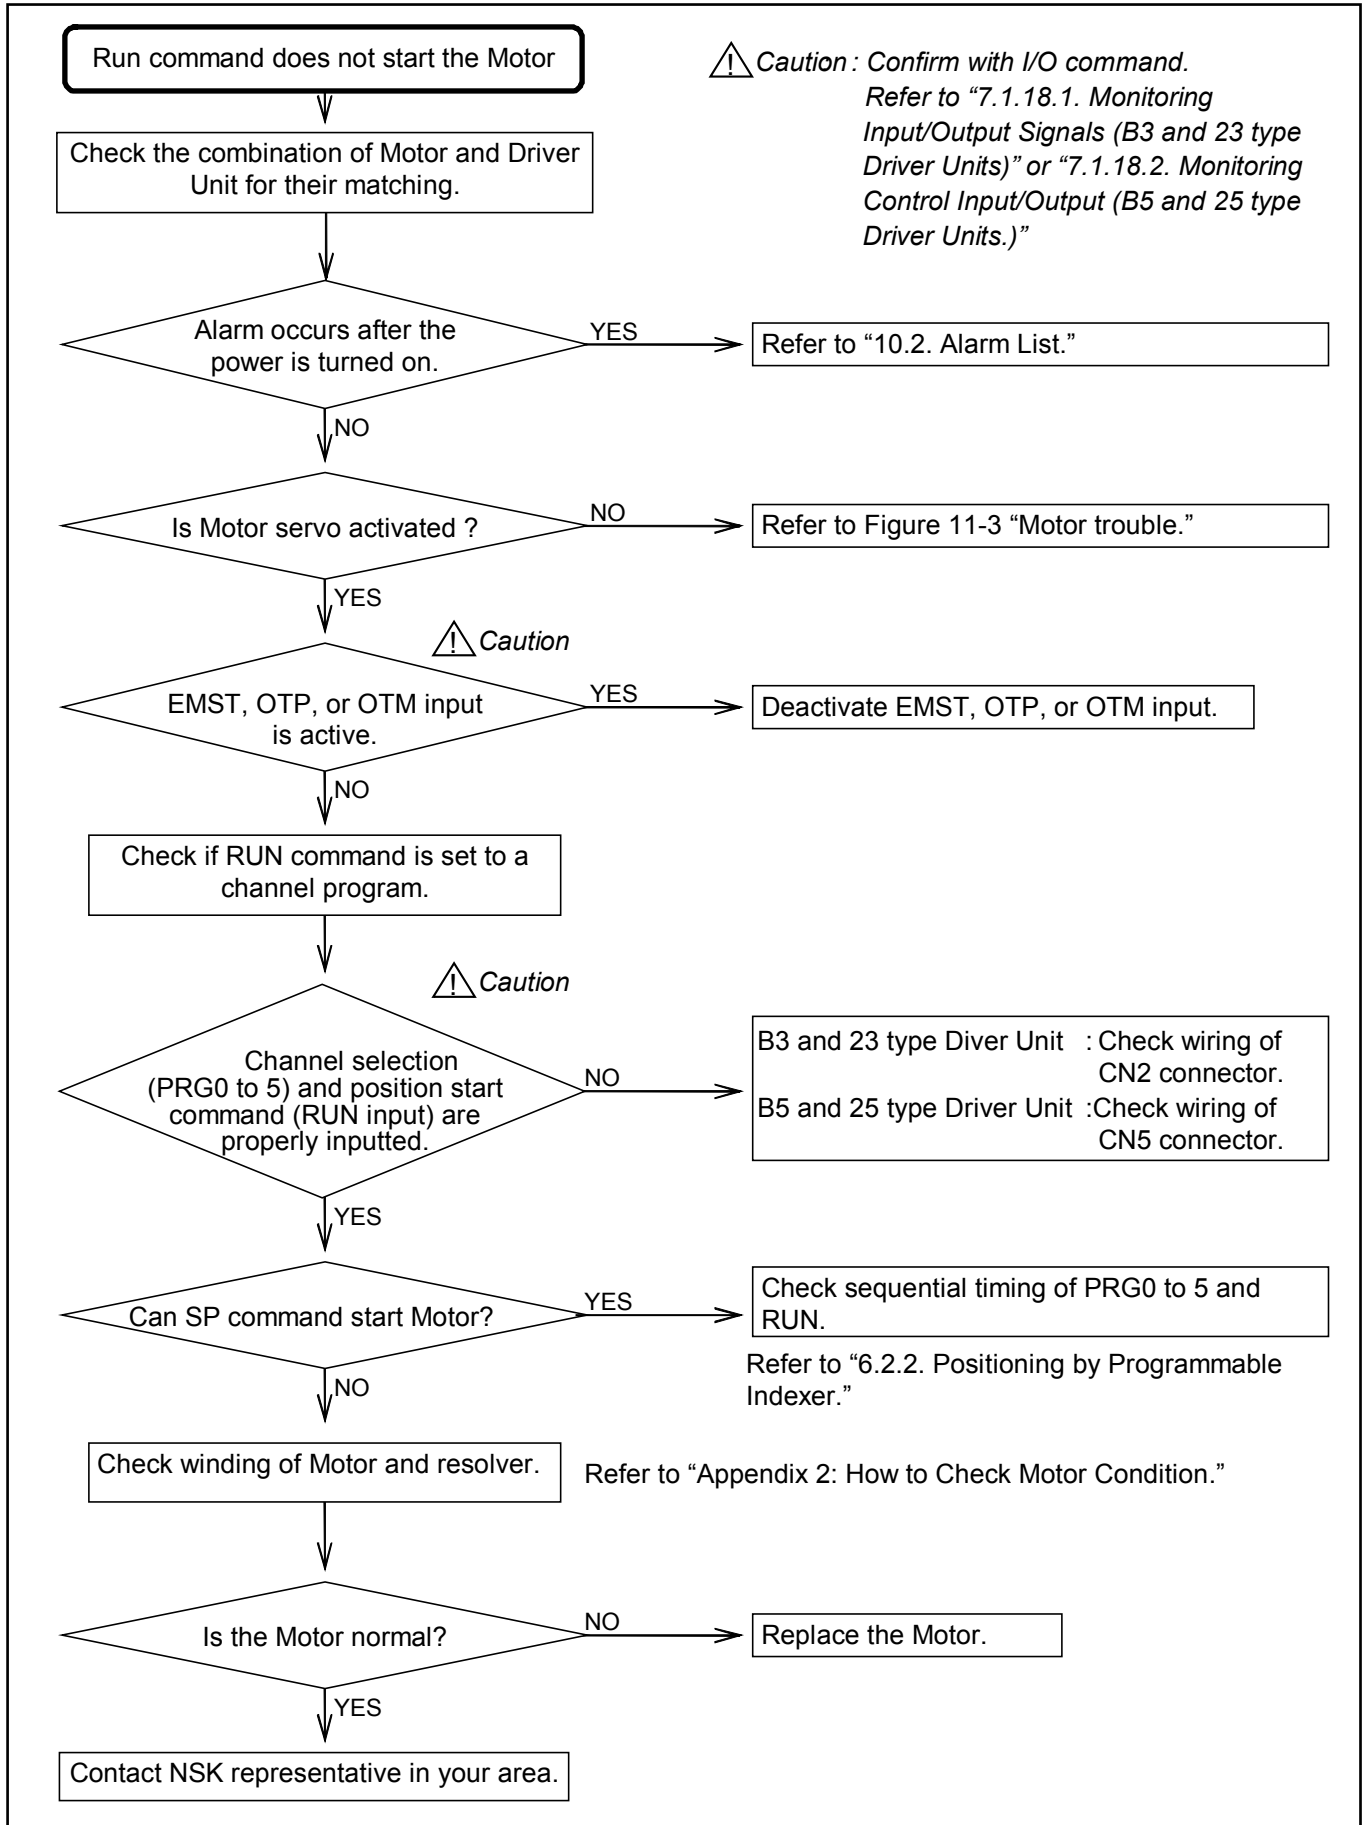 Run command does not start the Motor
Caution : Confirm with I/O command.
Refer to “7.1.18.1. Monitoring
Input/Output Signals (B3 and 23 type
Driver Units)” or “7.1.18.2. Monitoring
Control Input/Output (B5 and 25 type
Driver Units.)”
Check the combination of Motor and Driver
Unit for their matching.
Alarm occurs after the
power is turned on.
YES
Refer to “10.2. Alarm List.”
NO
Is Motor servo activated ?
NO
Refer to Figure 11-3 “Motor trouble.”
YES
Caution
EMST, OTP, or OTM input
is active.
YES
Deactivate EMST, OTP, or OTM input.
NO
Check if RUN command is set to a
channel program.
Caution
Channel selection
(PRG0 to 5) and position start
command (RUN input) are
properly inputted.
NO
B3 and 23 type Diver Unit : Check wiring of
CN2 connector.
B5 and 25 type Driver Unit :Check wiring of
CN5 connector.
YES
Can SP command start Motor?
YES
Check sequential timing of PRG0 to 5 and
RUN.
Refer to “6.2.2. Positioning by Programmable
Indexer.”
NO
Check winding of Motor and resolver.
Refer to “Appendix 2: How to Check Motor Condition.”
Is the Motor normal?
NO
Replace the Motor.
YES
Contact NSK representative in your area.